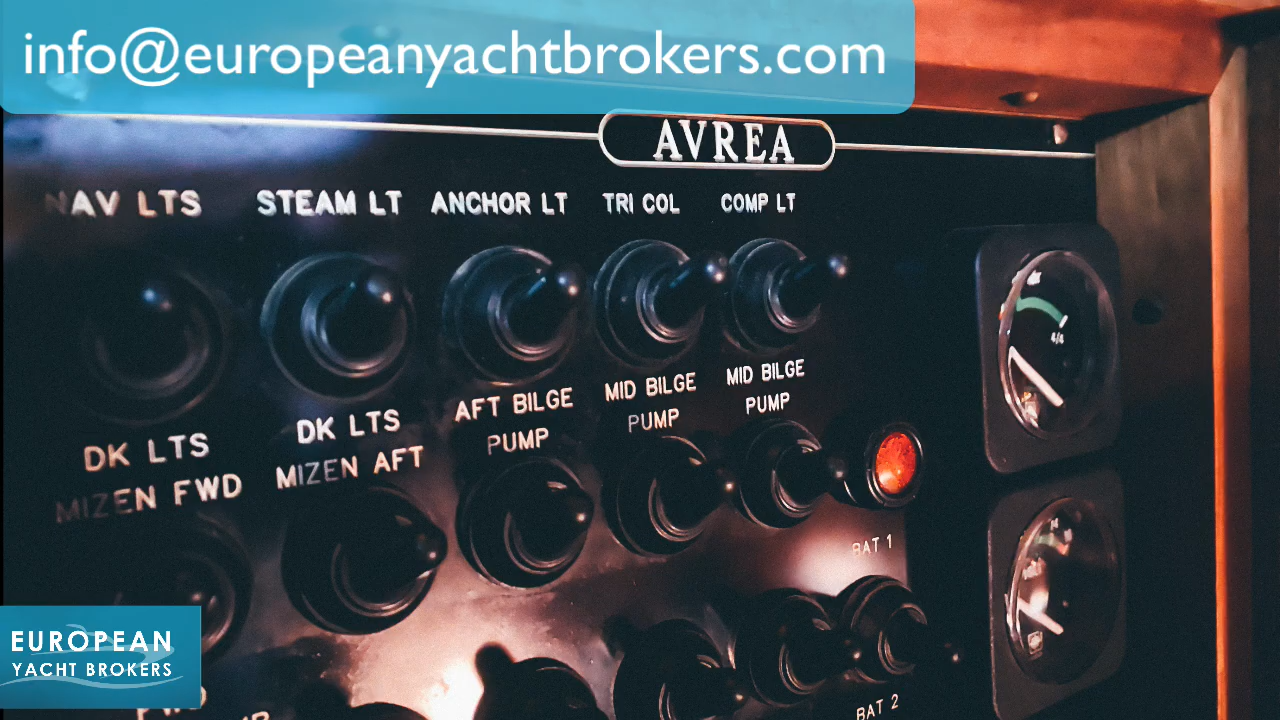 info@europeanyachtbrokers.com
AVREA
NAV LTS
STEAM LT
ANCHOR LT
TRI COL
COMP LT
DK LTS
MIZEN FWD
DK LTS
MIZEN AFT
AFT BILGE
PUMP
MID BILGE
PUMP
MID BILGE
PUMP
4/4
BAT 1
BAT 2
EUROPEAN
YACHT BROKERS